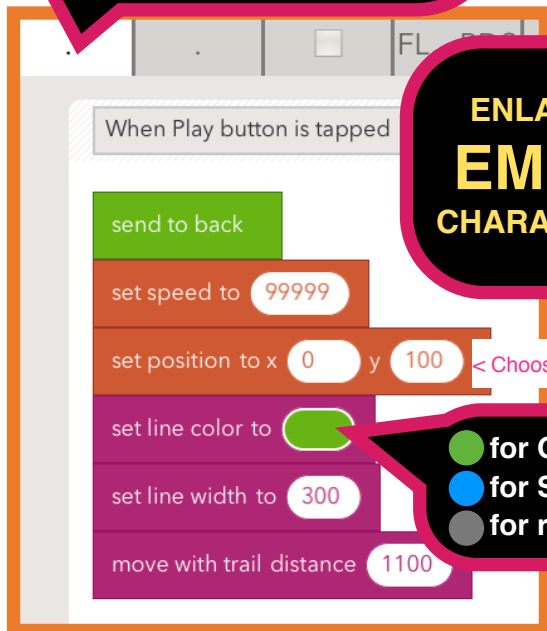 . . FL
When Play button is tapped
send to back
set speed to 99999
set position to x 0 y 100
set line color to
set line width to 300
move with trail distance 1100
< Choos
ENLA
EM
CHARA
for
for S
for r